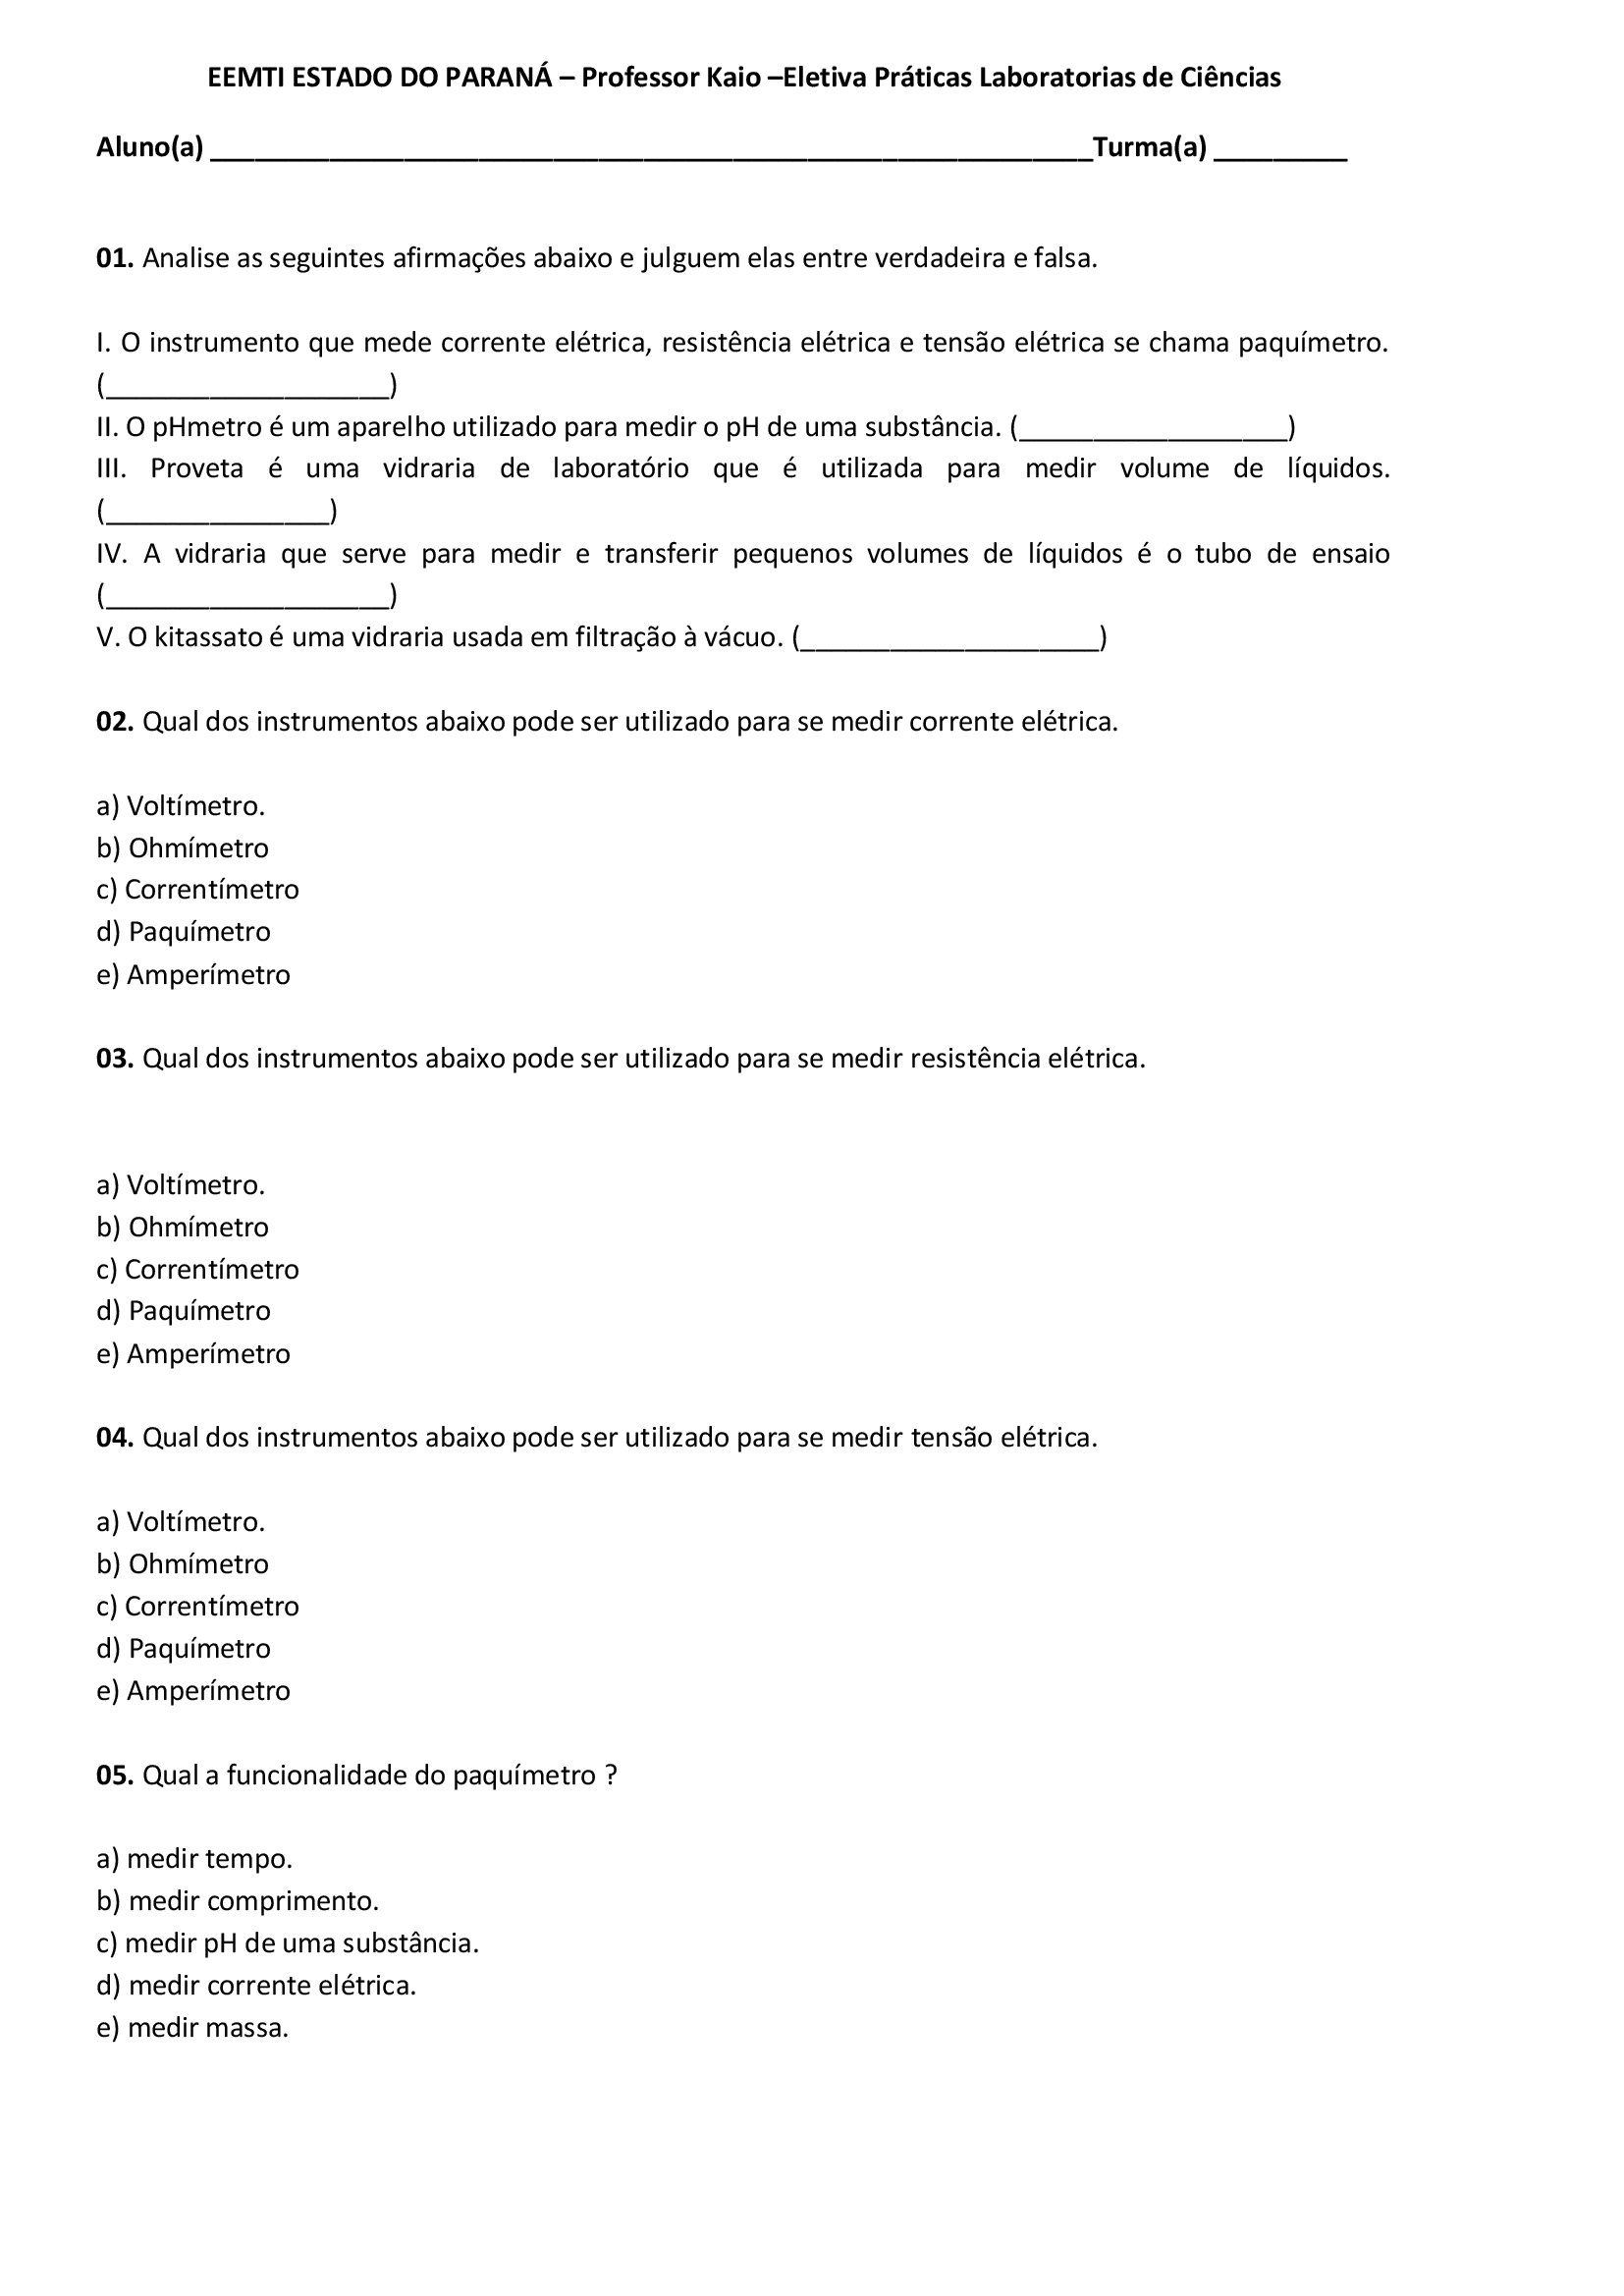 EEMTI ESTADO DO PARANÁ – Professor Kaio –Eletiva Práticas Laboratorias de Ciências
Aluno(a) ____________________________________________________________Turma(a) _________
01. Analise as seguintes afirmações abaixo e julguem elas entre verdadeira e falsa.
I. O instrumento que mede corrente elétrica, resistência elétrica e tensão elétrica se chama paquímetro.
(___________________)
II. O pHmetro é um aparelho utilizado para medir o pH de uma substância. (__________________)
III. Proveta é uma vidraria de laboratório que é utilizada para medir volume de líquidos.
(_______________)
IV. A vidraria que serve para medir e transferir pequenos volumes de líquidos é o tubo de ensaio
(___________________)
V. O kitassato é uma vidraria usada em filtração à vácuo. (____________________)
02. Qual dos instrumentos abaixo pode ser utilizado para se medir corrente elétrica.
a) Voltímetro.
b) Ohmímetro
c) Correntímetro
d) Paquímetro
e) Amperímetro
03. Qual dos instrumentos abaixo pode ser utilizado para se medir resistência elétrica.
a) Voltímetro.
b) Ohmímetro
c) Correntímetro
d) Paquímetro
e) Amperímetro
04. Qual dos instrumentos abaixo pode ser utilizado para se medir tensão elétrica.
a) Voltímetro.
b) Ohmímetro
c) Correntímetro
d) Paquímetro
e) Amperímetro
05. Qual a funcionalidade do paquímetro ?
a) medir tempo.
b) medir comprimento.
c) medir pH de uma substância.
d) medir corrente elétrica.
e) medir massa.